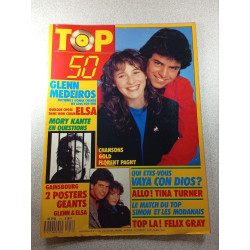 TOP
50
GLENN
MEDEIROS
ELSA
MORY KANTE
EN QUESTIONS
CHANSONS
GOLD
FLORENT PAGNY
GAINSBOURG
2 POSTERS
GEANTS
GLENN & ELSA
QUI ETES-VOUS
VAYA CON DIOS?
ALLO! TINA TURNER
LE MATCH DU TOP
SIMON ET LES MODANAIS
TOP LA! FELIX GRAY